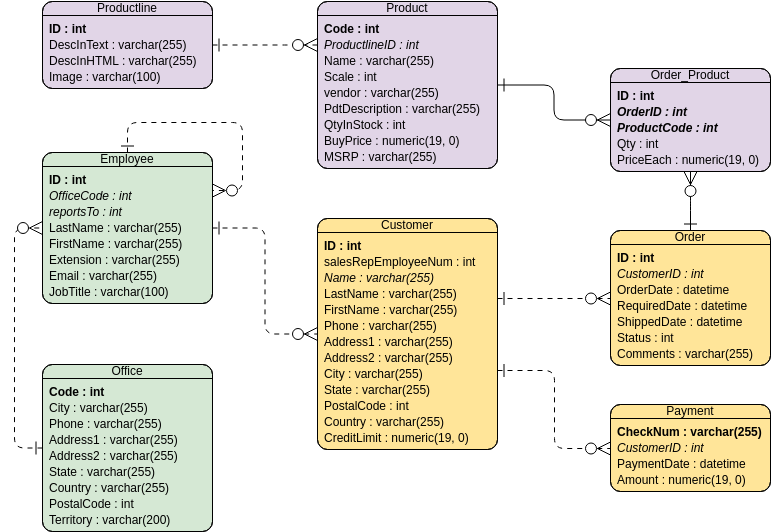 Productline
ID : int
DescInText : varchar(255)
DescInHTML : varchar(255)
Image : varchar(100)
Product
Code : int
ProductlineID : int
Name : varchar(255)
Scale : int
vendor : varchar(255)
PdtDescription : varchar(255)
QtyInStock : int
BuyPrice : numeric(19, 0)
MSRP : varchar(255)
Order_Product
ID : int
OrderID : int
ProductCode : int
Qty : int
PriceEach : numeric(19, 0)
Employee
ID : int
OfficeCode : int
reportsTo : int
LastName : varchar(255)
FirstName : varchar(255)
Extension : varchar(255)
Email : varchar(255)
JobTitle : varchar(100)
Customer
ID : int
salesRepEmployeeNum : int
Name : varchar(255)
LastName : varchar(255)
FirstName : varchar(255)
Phone : varchar(255)
Address1 : varchar(255)
Address2 : varchar(255)
City : varchar(255)
State : varchar(255)
PostalCode : int
Country : varchar(255)
CreditLimit : numeric(19, 0)
Order
ID : int
CustomerID : int
OrderDate : datetime
RequiredDate : datetime
ShippedDate : datetime
Status : int
Comments : varchar(255)
Office
Code : int
City : varchar(255)
Phone : varchar(255)
Address1 : varchar(255)
Address2 : varchar(255)
State : varchar(255)
Country : varchar(255)
PostalCode : int
Territory : varchar(200)
Payment
CheckNum : varchar(255)
CustomerID : int
PaymentDate : datetime
Amount : numeric(19, 0)